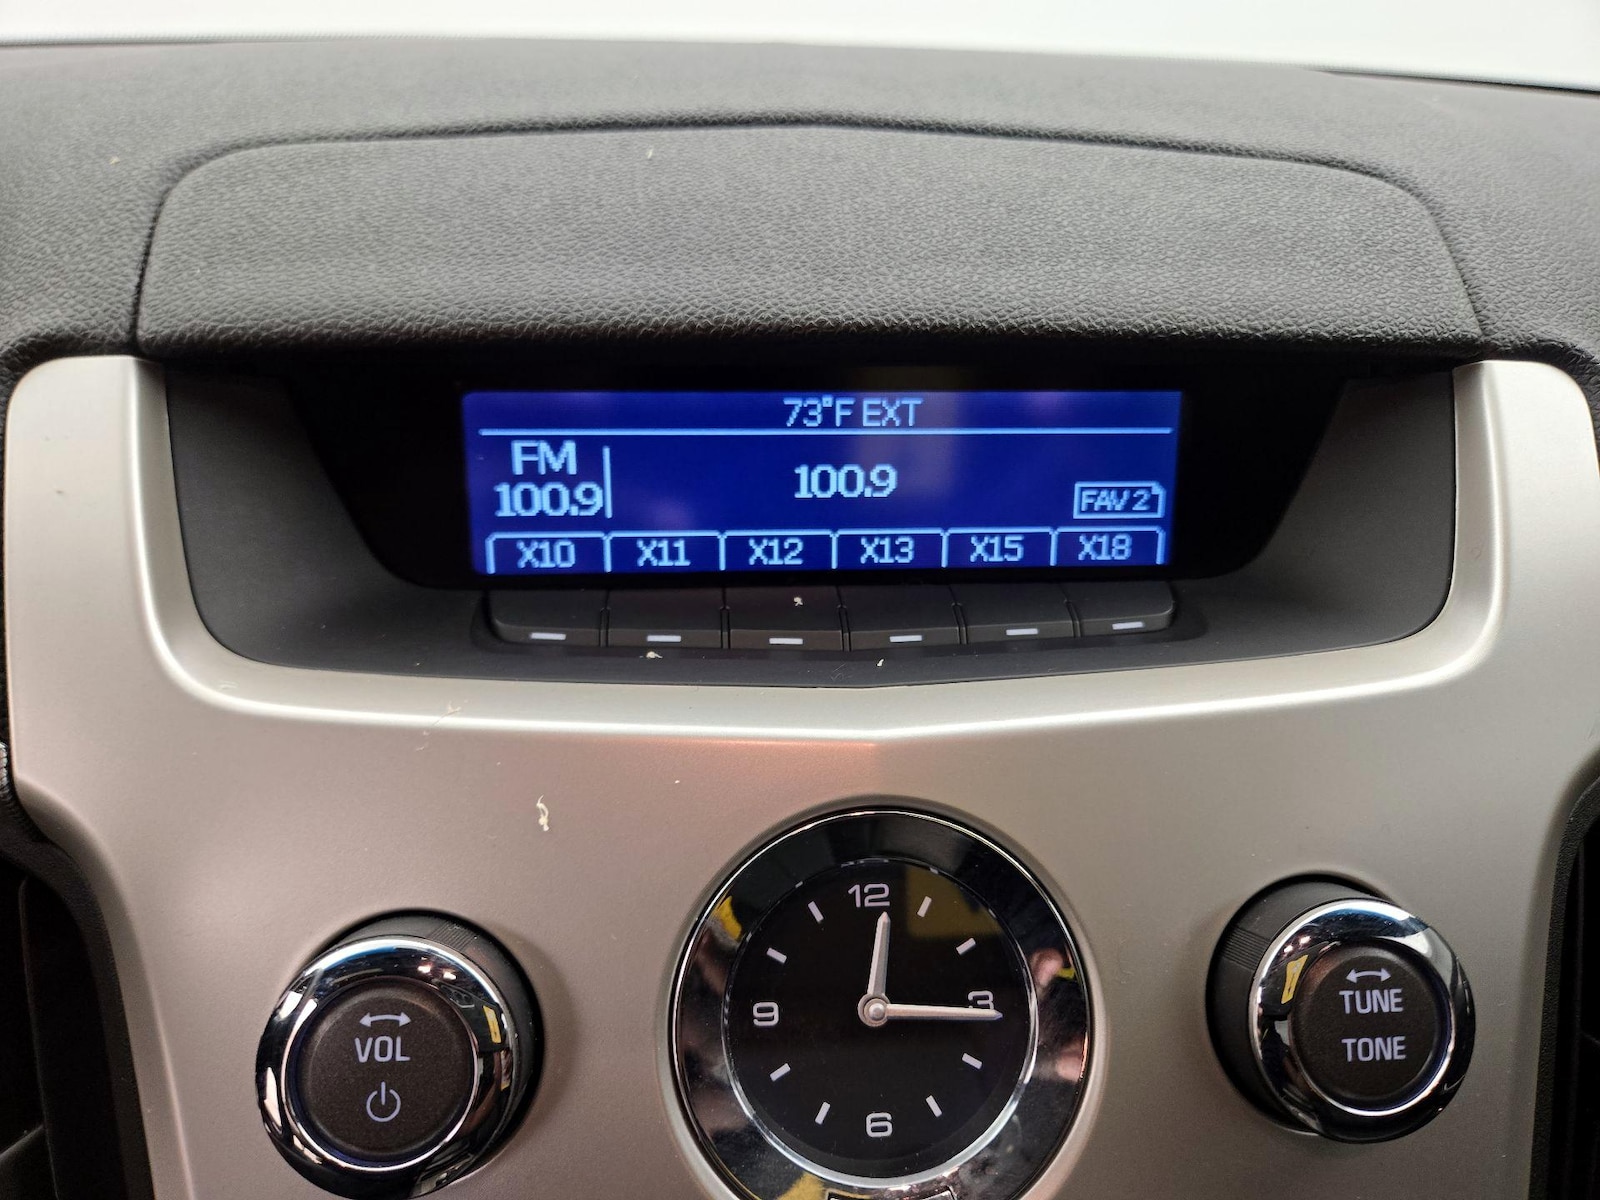 73°F EXT
FM
100.9
100.9
FAV 2
X10 X11 X12 X13 X15 X18
12
3
9
6
VOL
TUNE
TONE